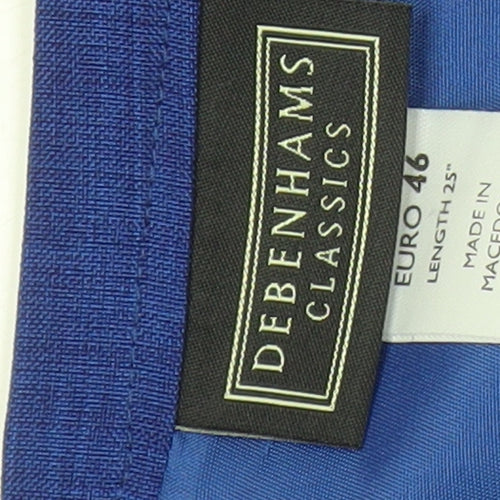 DEBENHAMS
CLASSICS
EURO 46
LENGTH 25"
MADE IN